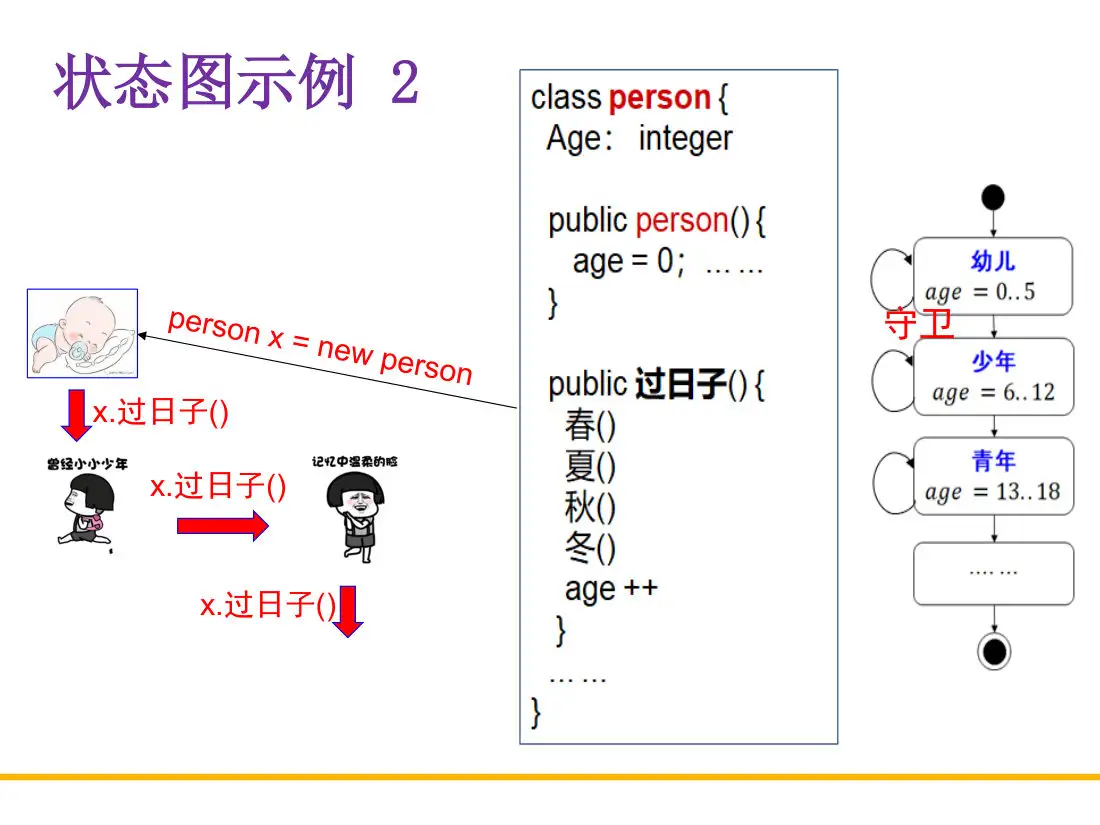 状态图示例 2
class person {
Age： integer
public person() {
age = 0； … …
}
public 过日子() {
春()
夏()
秋()
冬()
age ++
}
… …
}
person x = new person
x.过日子()
曾经小小少年
x.过日子()
记忆中温柔的脸
x.过日子()
幼儿
age = 0..5
守卫
少年
age = 6..12
青年
age = 13..18
.... ...